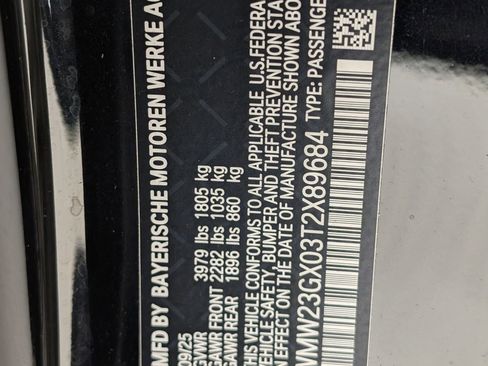 MFD BY BAYERISCHE MOTOREN WERKE AG
09/25
GVWR 3979 lbs 1805 kg
GAWR FRONT 2282 lbs 1035 kg
GAWR REAR 1896 lbs 860 kg
THIS VEHICLE CONFORMS TO ALL APPLICABLE U.S. FEDERA
VEHICLE SAFETY, BUMPER AND THEFT PREVENTION STA
N EFFECT ON THE DATE OF MANUFACTURE SHOWN ABO
WMW23GX03T2X89684 TYPE: PASSENGE